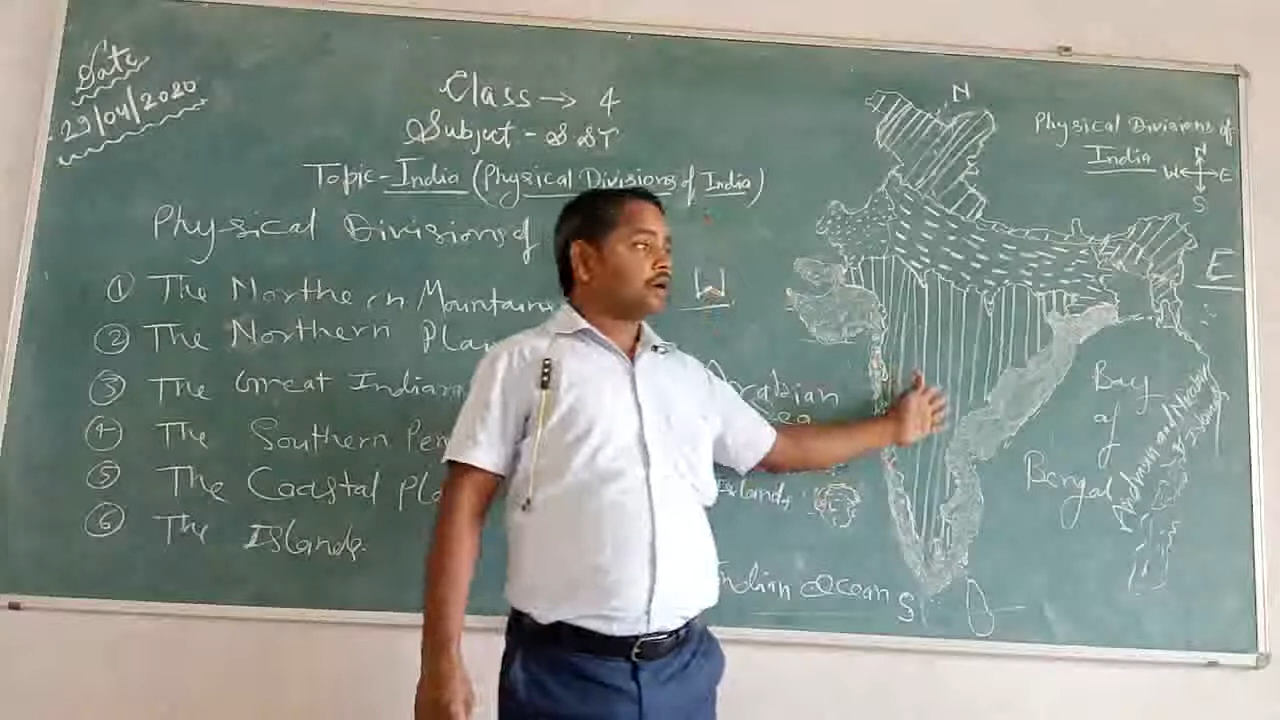 Date
29/04/2020
Class → 4
Subject - S.ST
Topic - India (Physical Divisions of India)
Physical Divisions of
① The Northern Mountains
② The Northern Plai
③ The Great Indian
④ The Southern Pen
⑤ The Coastal Pla
⑥ The Islands.
N
Physical Divisions of
India
N
W E
S
W
E
Arabian
Sea
Islands
Bay
of
Bengal
Andman and Nicobar
Islands
Indian Ocean
S